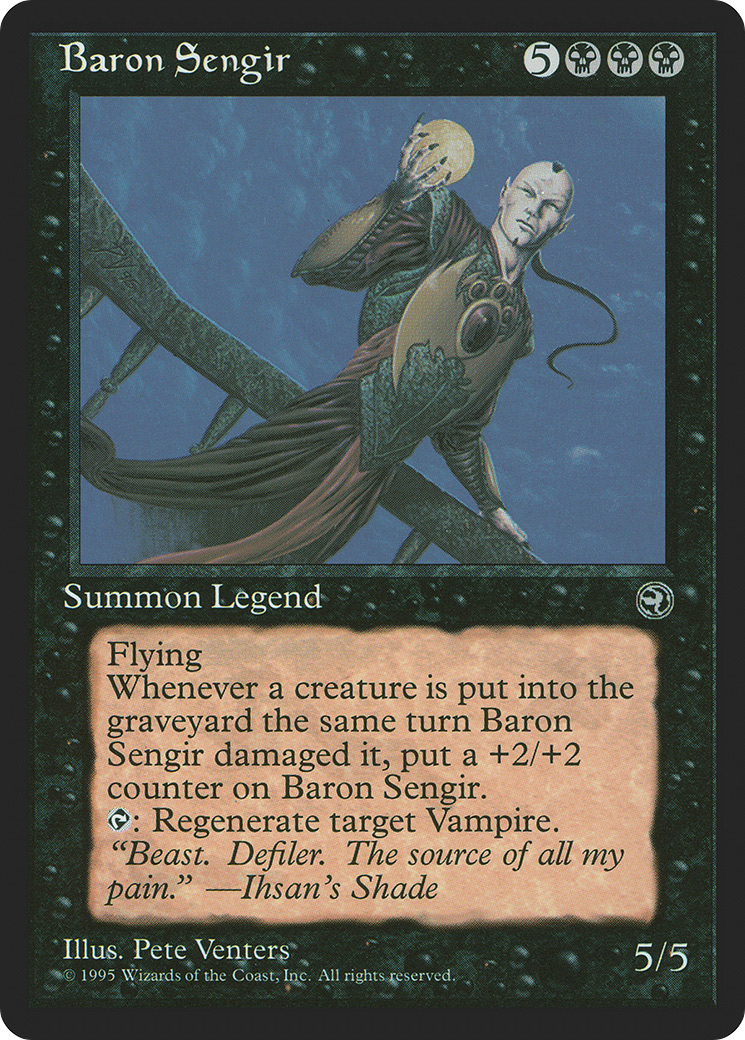 Baron Sengir 5
Summon Legend
Flying
Whenever a creature is put into the
graveyard the same turn Baron
Sengir damaged it, put a +2/+2
counter on Baron Sengir.
: Regenerate target Vampire.
“Beast. Defiler. The source of all my
pain.” —Ihsan’s Shade
Illus. Pete Venters
5/5
© 1995 Wizards of the Coast, Inc. All rights reserved.